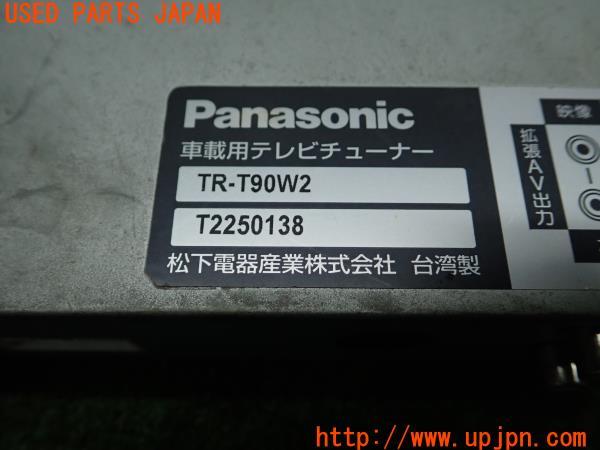 USED PARTS JAPAN
Panasonic
車載用テレビチューナー
TR-T90W2
T2250138
松下電器産業株式会社 台湾製
映像
拡張AV出力
http://www.upjpn.com